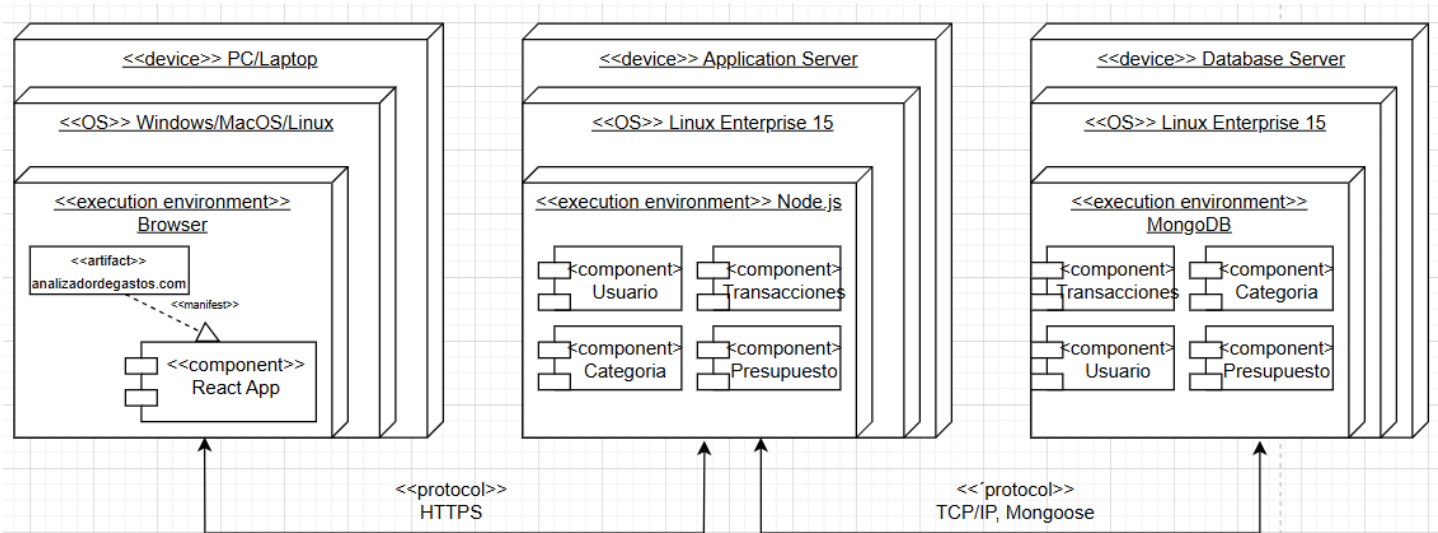 <<device>> PC/Laptop
<<OS>> Windows/MacOS/Linux
<<execution environment>>
Browser
<<artifact>>
analizadordegastos.com
<<manifest>>
<<component>>
React App
<<device>> Application Server
<<OS>> Linux Enterprise 15
<<execution environment>> Node.js
<component>
Usuario
<component>
Transacciones
<component>
Categoria
<component>
Presupuesto
<<device>> Database Server
<<OS>> Linux Enterprise 15
<<execution environment>>
MongoDB
<component>
Transacciones
<component>
Categoria
<component>
Usuario
<component>
Presupuesto
<<protocol>>
HTTPS
<<´protocol>>
TCP/IP, Mongoose